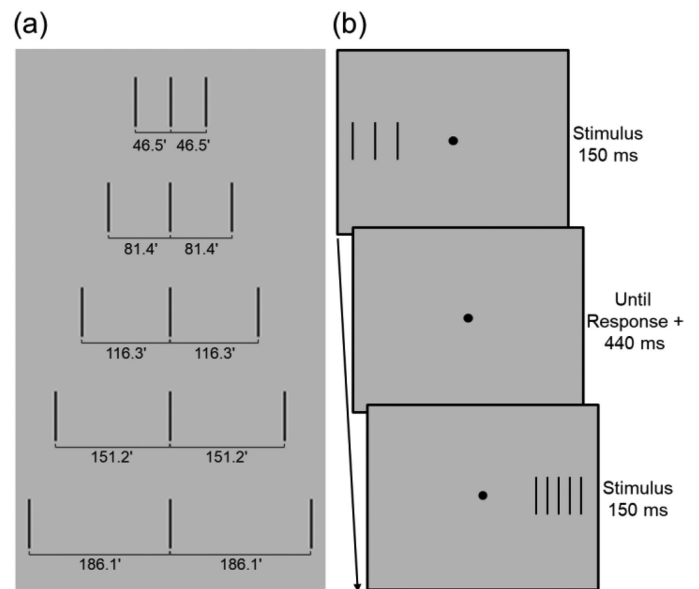 (a)
46.5' 46.5'
81.4' 81.4'
116.3' 116.3'
151.2' 151.2'
186.1' 186.1'
(b)
Stimulus
150 ms
Until
Response +
440 ms
Stimulus
150 ms